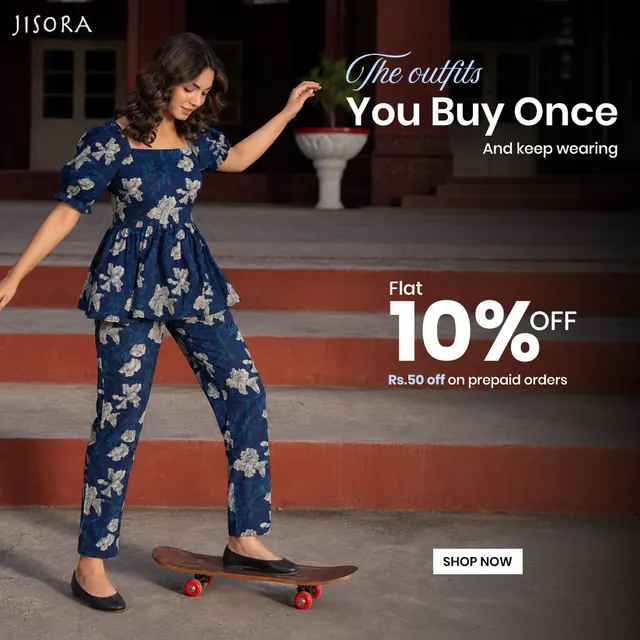 JISORA
The outfits
You Buy Once
And keep wearing
Flat
10% OFF
Rs.50 off on prepaid orders
SHOP NOW